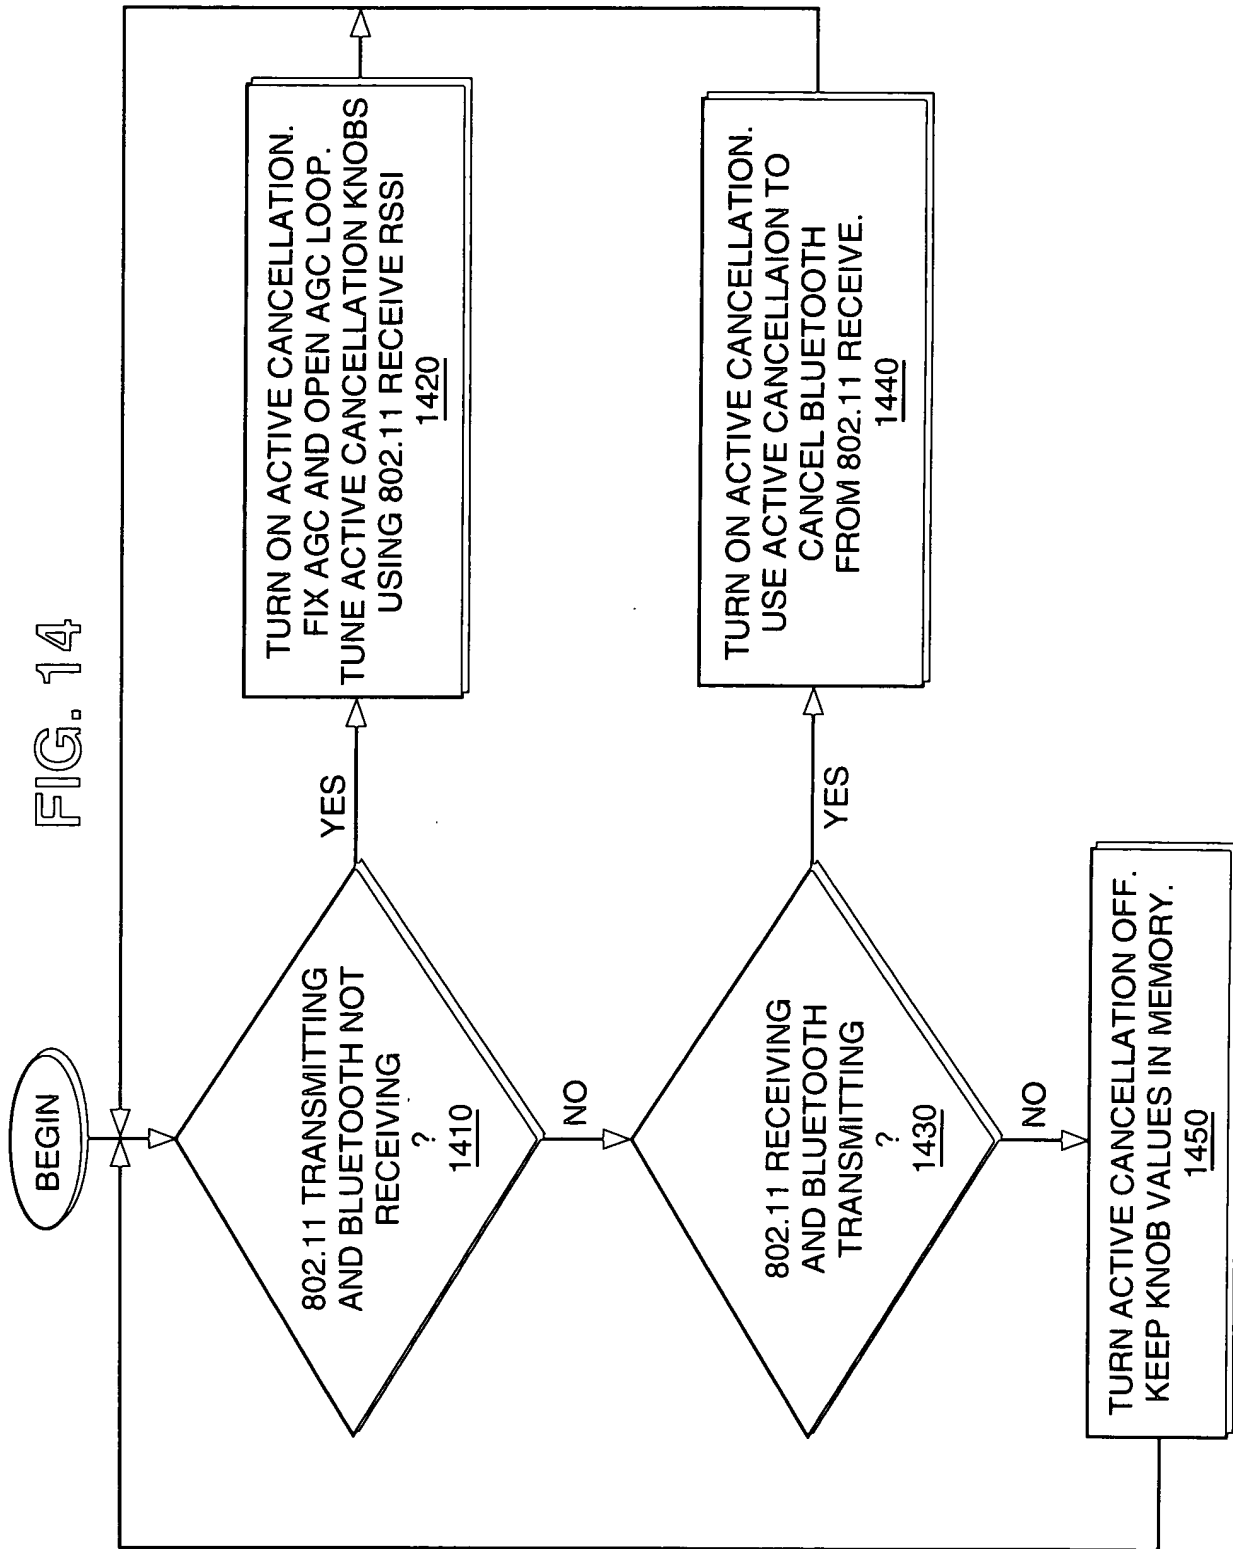 FIG. 14
BEGIN
802.11 TRANSMITTING
AND BLUETOOTH NOT
RECEIVING
?
1410
YES
TURN ON ACTIVE CANCELLATION.
FIX AGC AND OPEN AGC LOOP.
TUNE ACTIVE CANCELLATION KNOBS
USING 802.11 RECEIVE RSSI
1420
NO
802.11 RECEIVING
AND BLUETOOTH
TRANSMITTING
?
1430
YES
TURN ON ACTIVE CANCELLATION.
USE ACTIVE CANCELLAION TO
CANCEL BLUETOOTH
FROM 802.11 RECEIVE.
1440
NO
TURN ACTIVE CANCELLATION OFF.
KEEP KNOB VALUES IN MEMORY.
1450